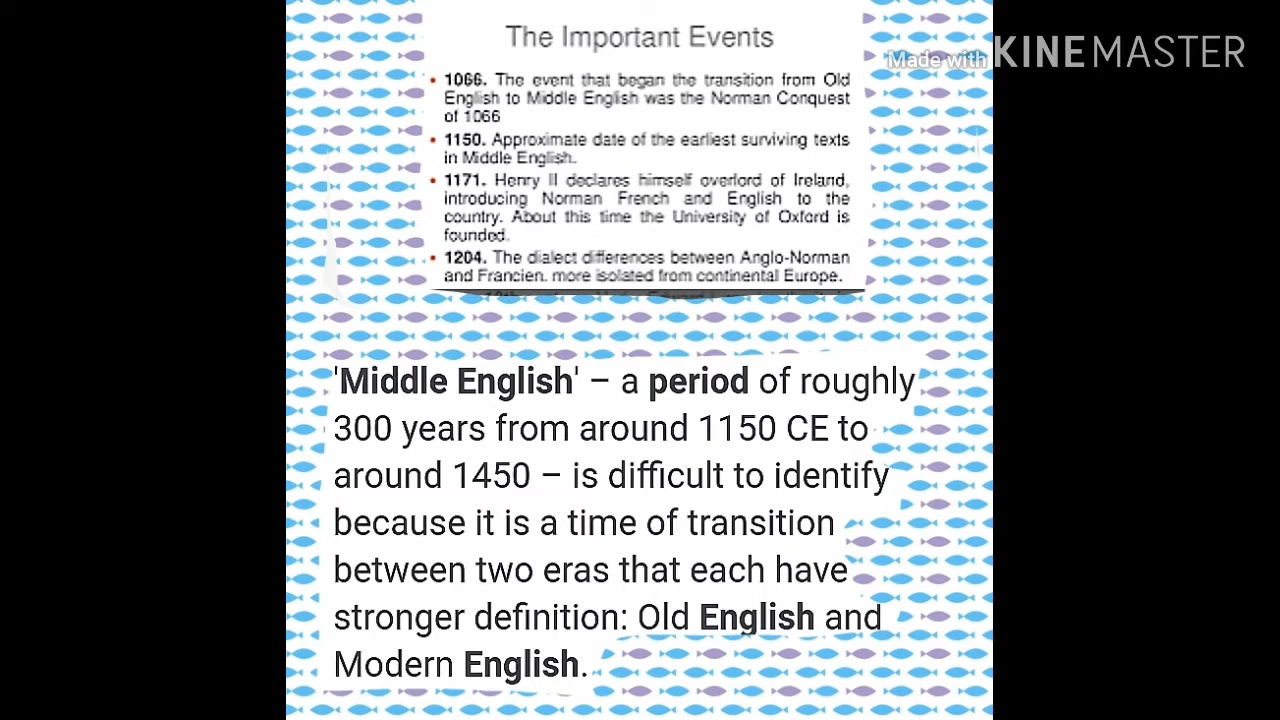 The Important Events
Made with KINEMASTER
• 1066. The event that began the transition from Old
English to Middle English was the Norman Conquest
of 1066
• 1150. Approximate date of the earliest surviving texts
in Middle English.
• 1171. Henry II declares himself overlord of Ireland,
introducing Norman French and English to the
country. About this time the University of Oxford is
founded.
• 1204. The dialect differences between Anglo-Norman
and Francien. more isolated from continental Europe.
'Middle English' – a period of roughly
300 years from around 1150 CE to
around 1450 – is difficult to identify
because it is a time of transition
between two eras that each have
stronger definition: Old English and
Modern English.